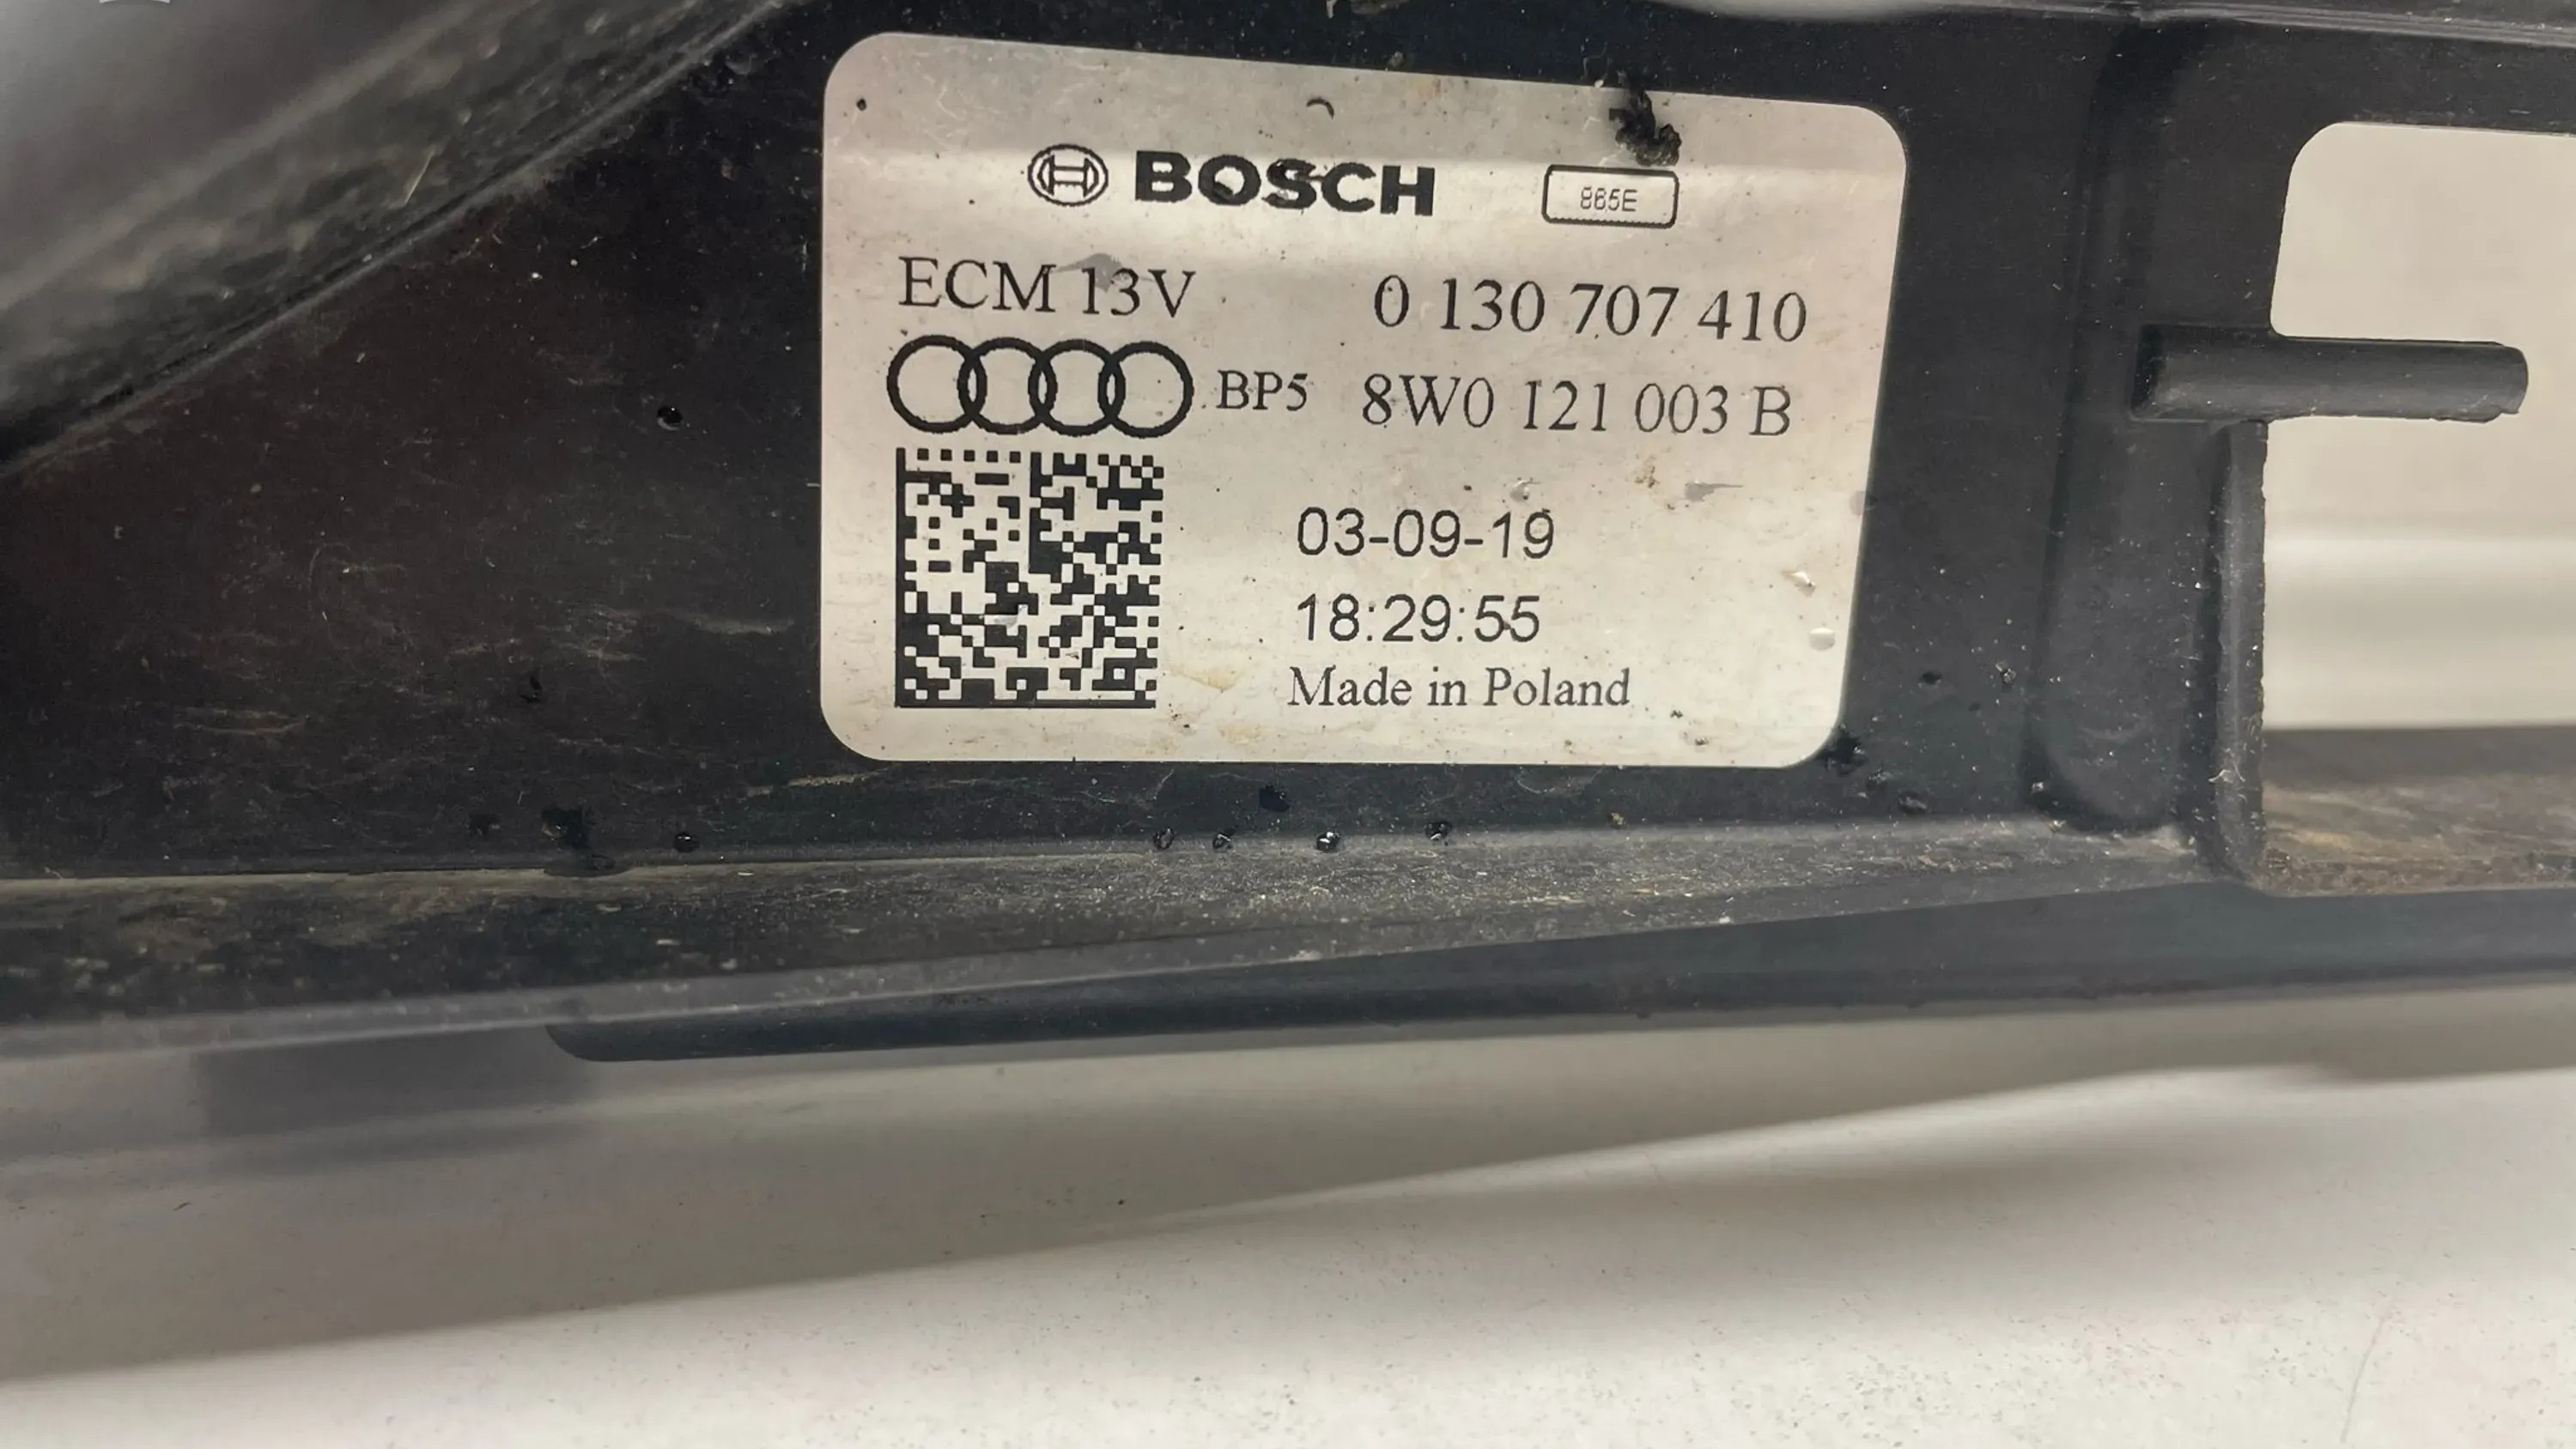 BOSCH 865E
ECM 13V 0 130 707 410
BP5 8W0 121 003 B
03-09-19
18:29:55
Made in Poland